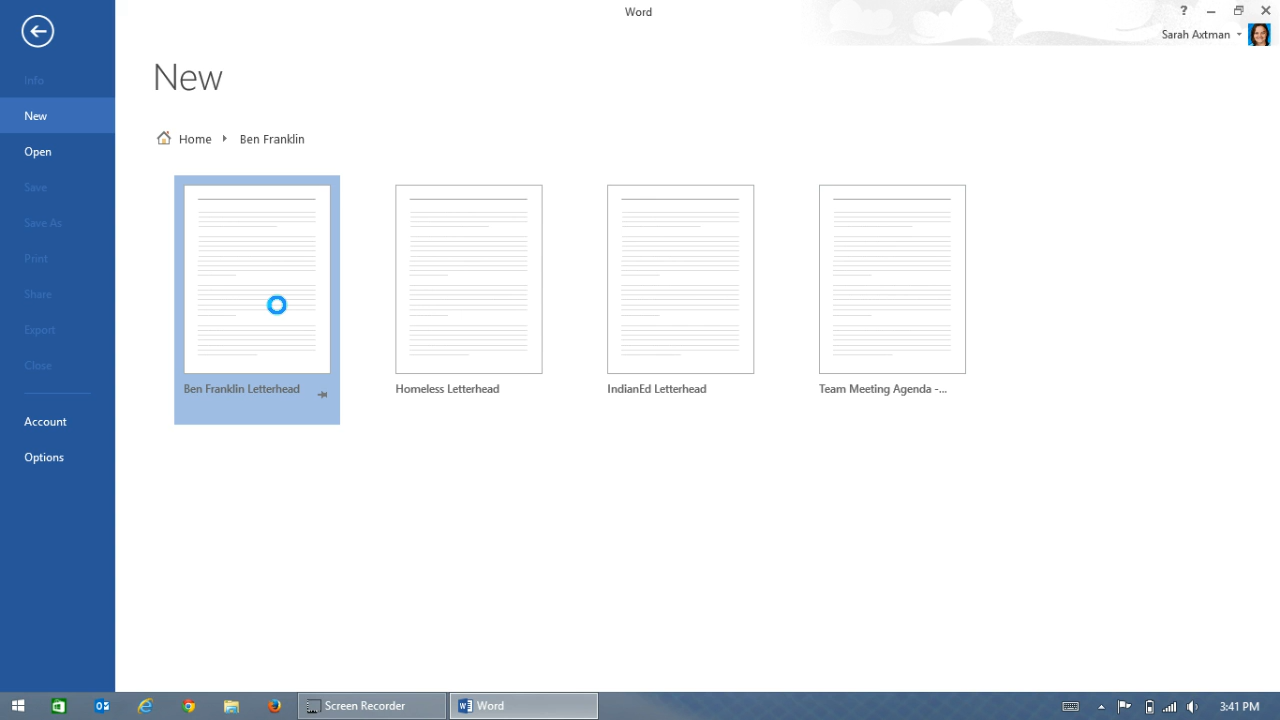 Word
?
Sarah Axtman
Info
New
Open
Save
Save As
Print
Share
Export
Close
Account
Options
New
Home
Ben Franklin
Ben Franklin Letterhead
Homeless Letterhead
IndianEd Letterhead
Team Meeting Agenda -...
Screen Recorder
Word
3:41 PM